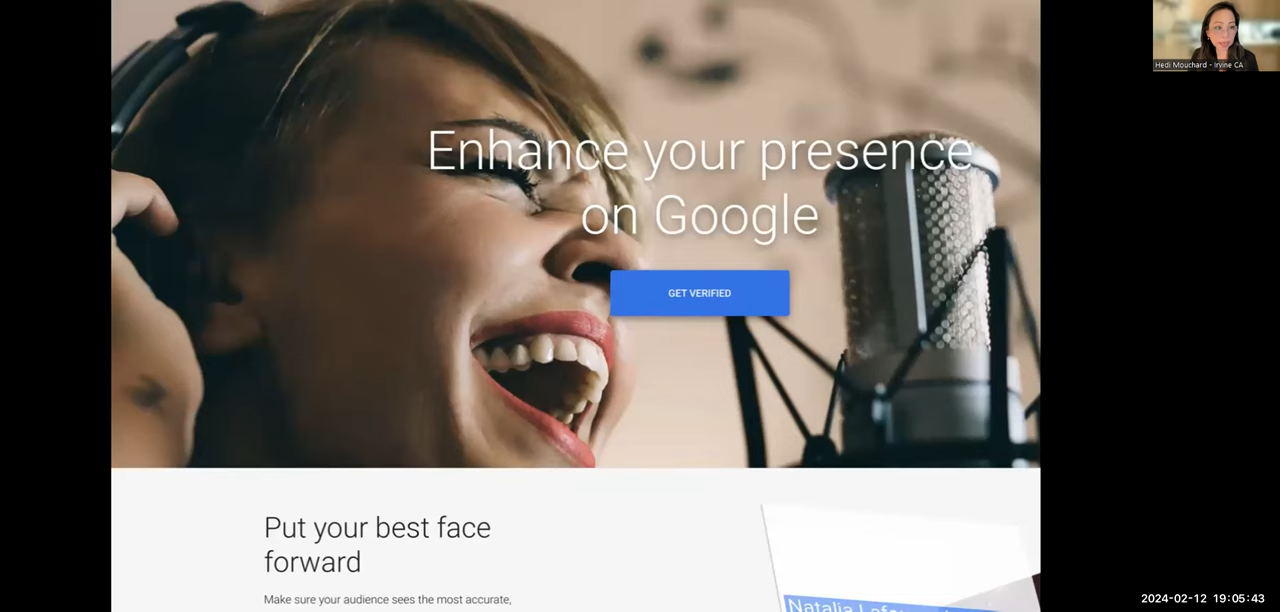 Enhance your presence
on Google
GET VERIFIED
Hedi Mouchard - Irvine CA
Put your best face
forward
Make sure your audience sees the most accurate,
Natalia
2024-02-12 19:05:43